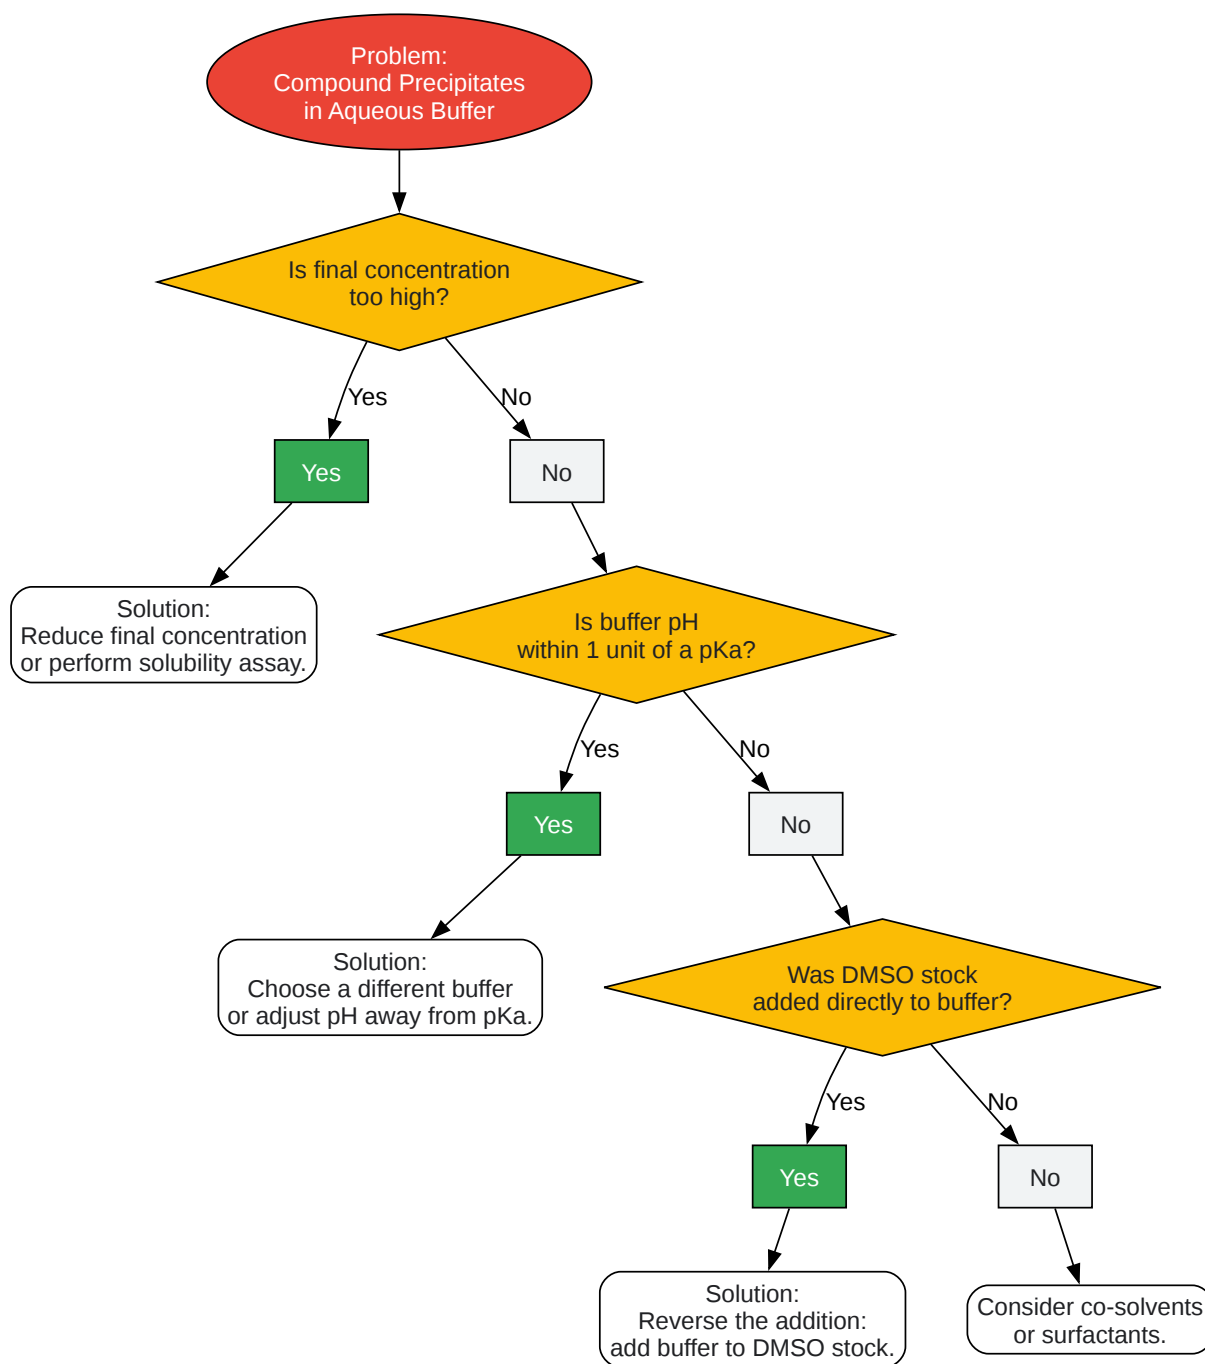 Problem:
Compound Precipitates
in Aqueous Buffer
Is final concentration
too high?
Yes
No
Yes
No
Solution:
Reduce final concentration
or perform solubility assay.
Is buffer pH
within 1 unit of a pKa?
Yes
No
Yes
No
Solution:
Choose a different buffer
or adjust pH away from pKa.
Was DMSO stock
added directly to buffer?
Yes
No
Yes
No
Solution:
Reverse the addition:
add buffer to DMSO stock.
Consider co-solvents
or surfactants.